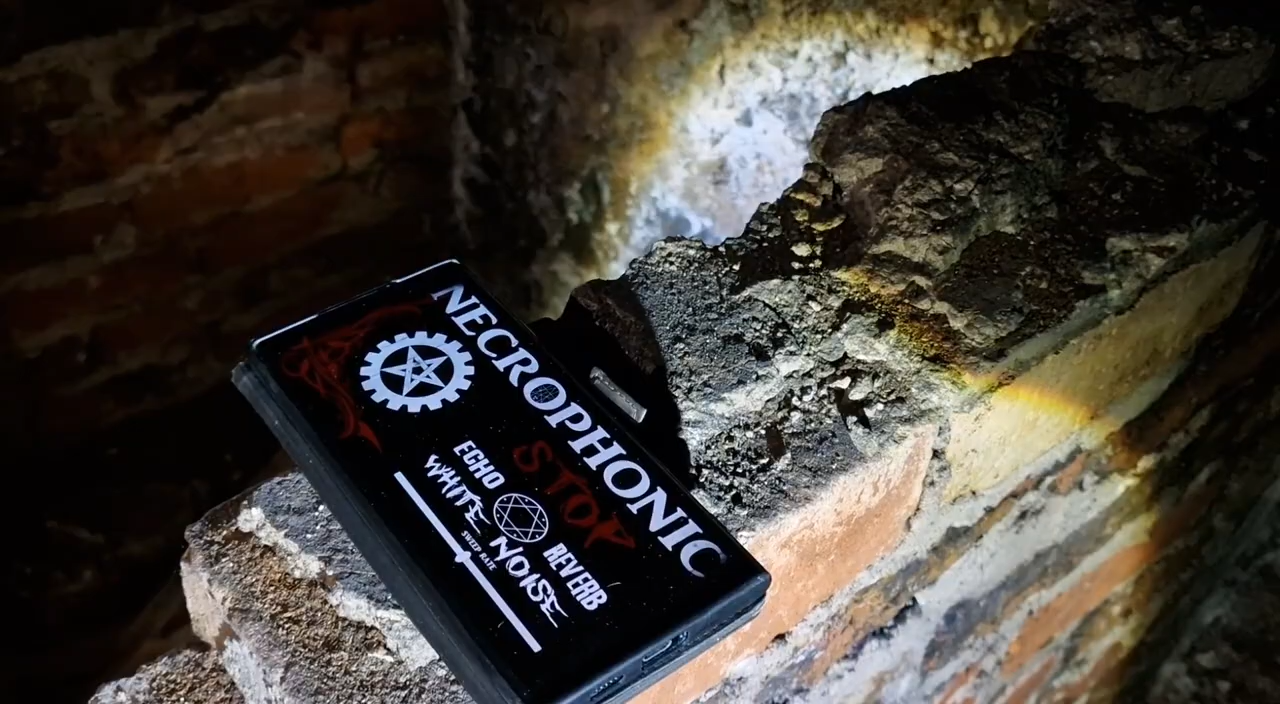 NECROPHONIC
STOP
ECHO
REVERB
WHITE NOISE
SWEEP RATE